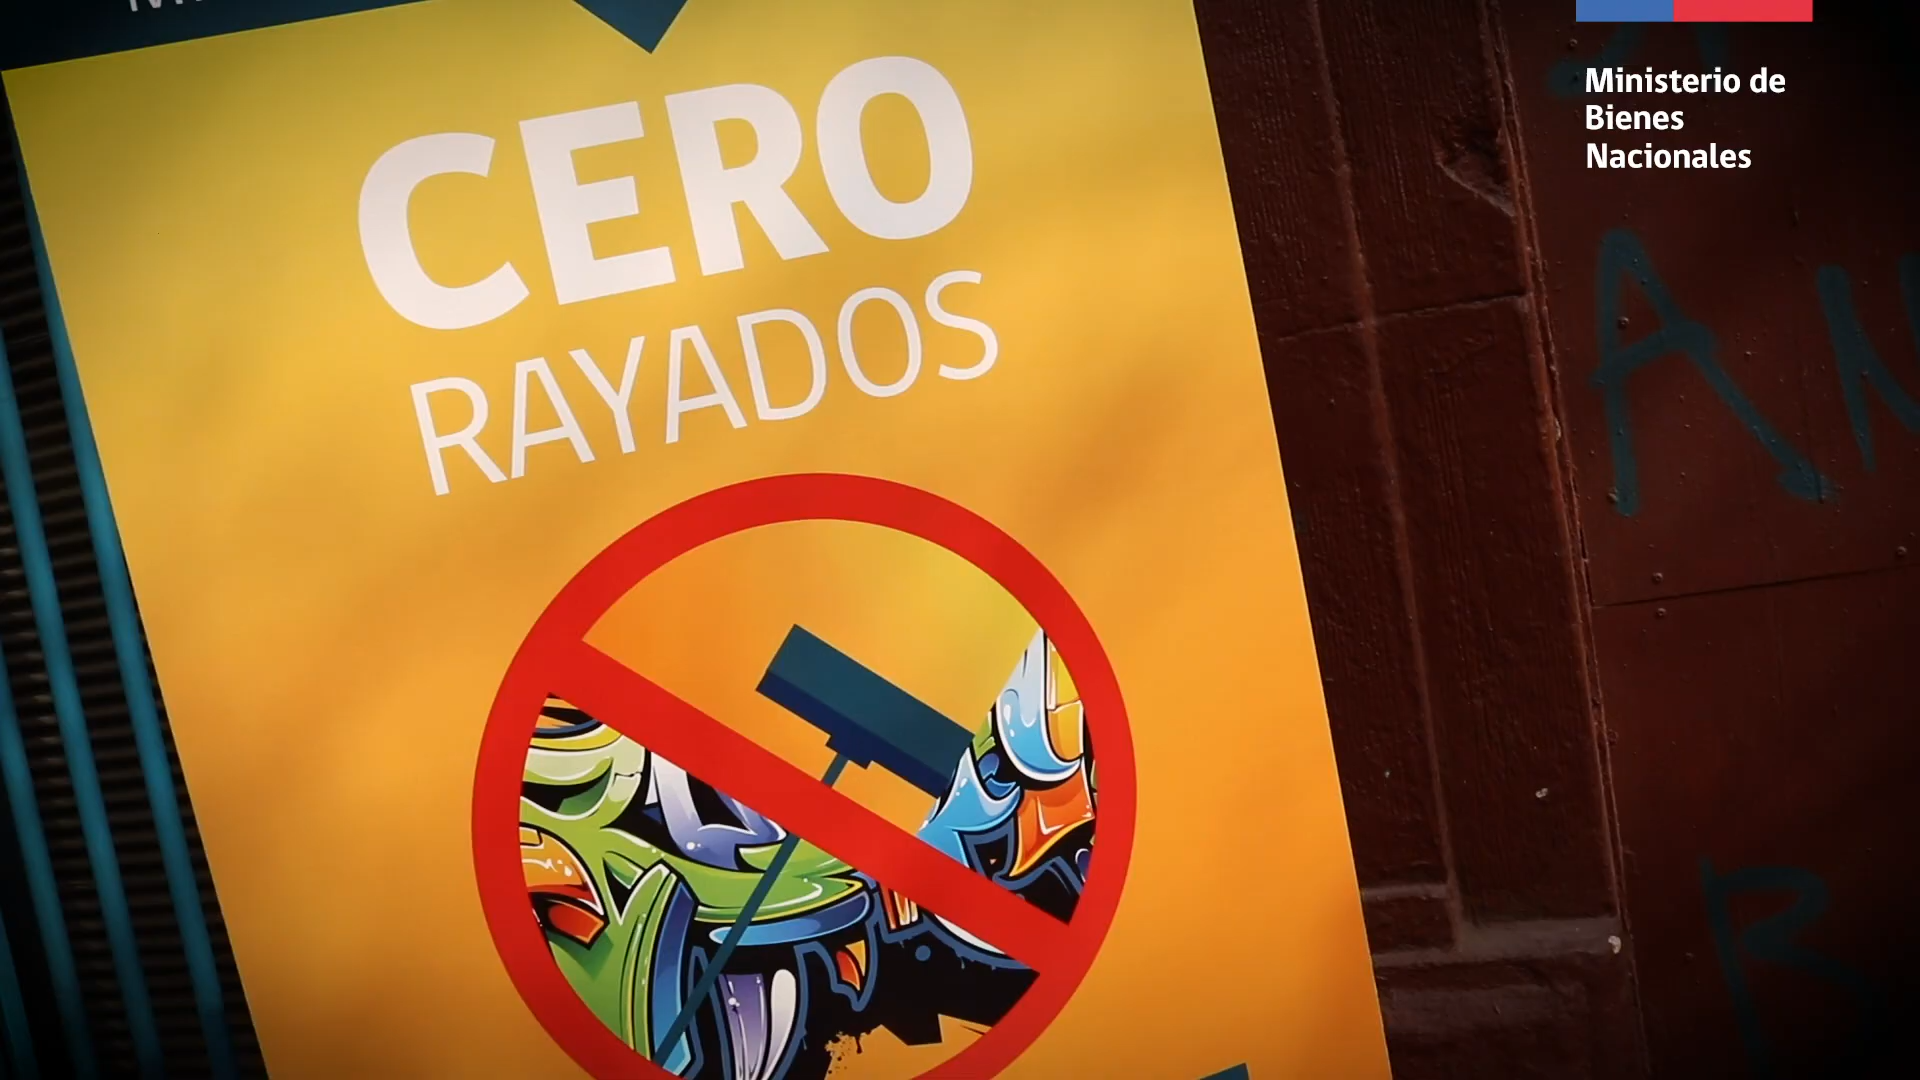 CERO
RAYADOS
Ministerio de
Bienes
Nacionales
A
B